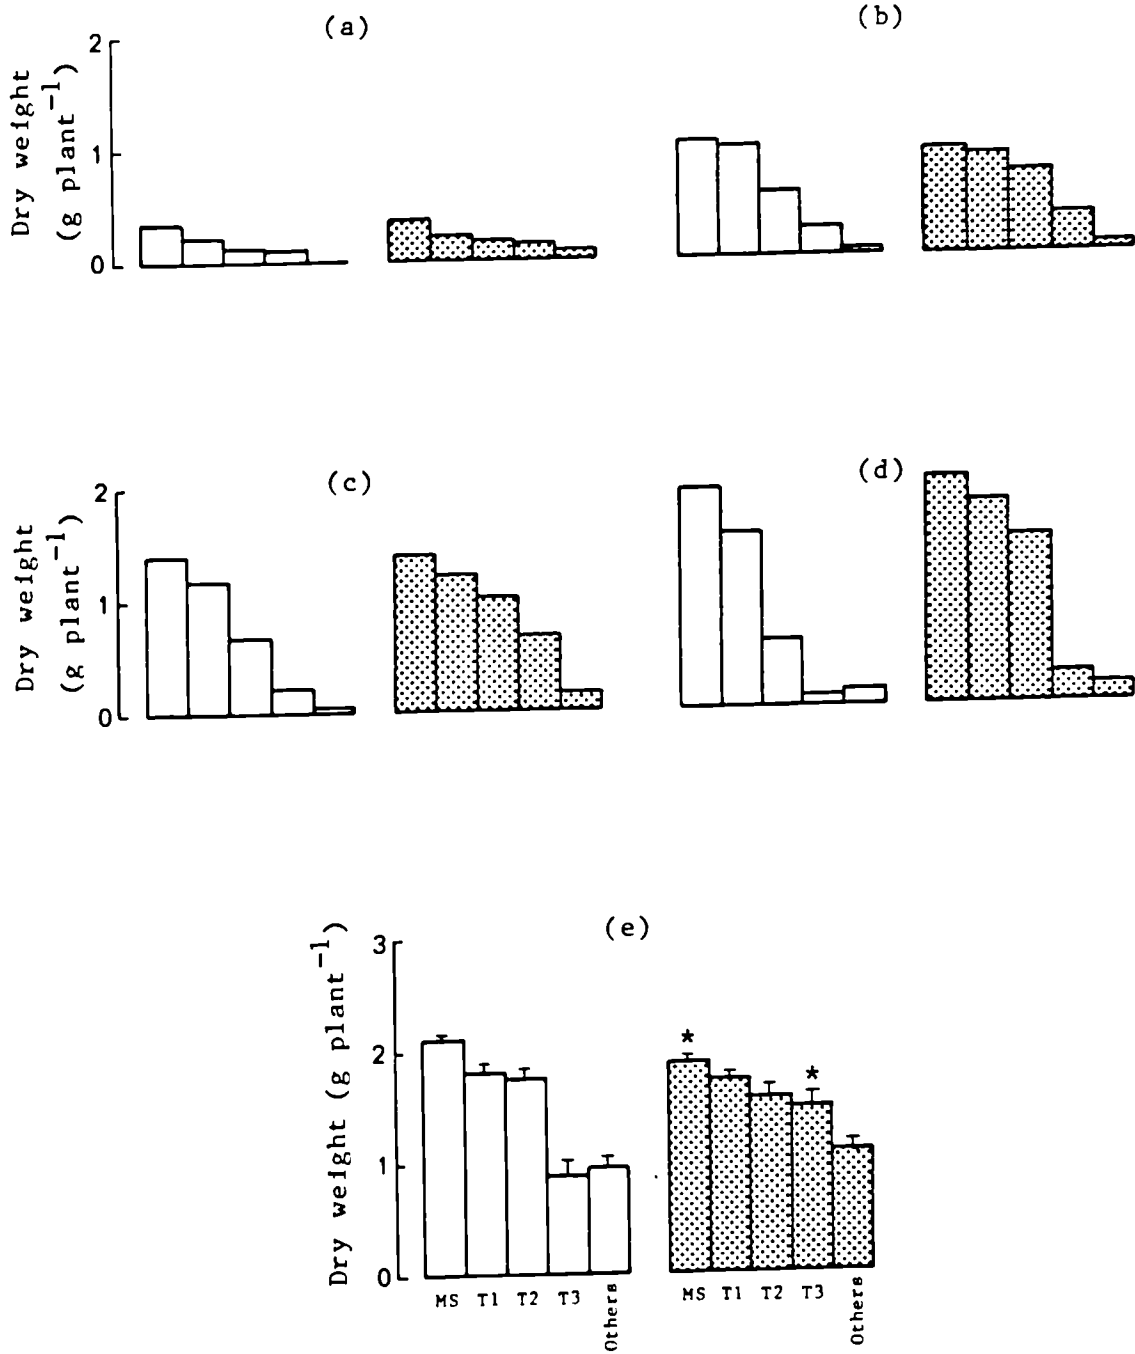 (a)
(b)
Dry weight
(g plant⁻¹)
2
1
0
(c)
(d)
Dry weight
(g plant⁻¹)
2
1
0
(e)
Dry weight (g plant⁻¹)
3
2
1
0
* *
MS T1 T2 T3 Others
MS T1 T2 T3 Others